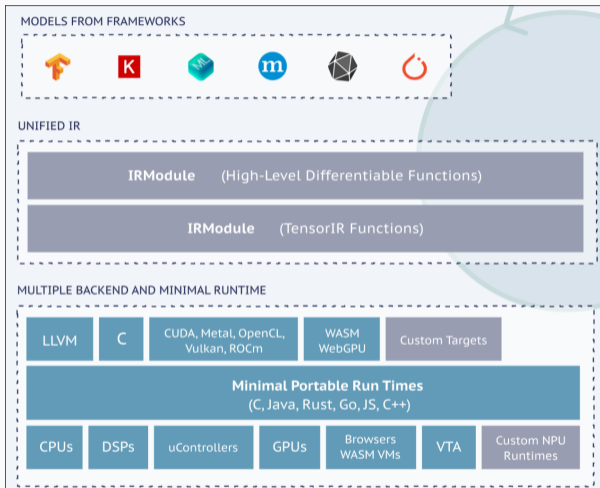 MODELS FROM FRAMEWORKS
K
ML
m
UNIFIED IR
IRModule (High-Level Differentiable Functions)
IRModule (TensorIR Functions)
MULTIPLE BACKEND AND MINIMAL RUNTIME
LLVM
C
CUDA, Metal, OpenCL,
Vulkan, ROCm
WASM
WebGPU
Custom Targets
Minimal Portable Run Times
(C, Java, Rust, Go, JS, C++)
CPUs
DSPs
uControllers
GPUs
Browsers
WASM VMs
VTA
Custom NPU
Runtimes